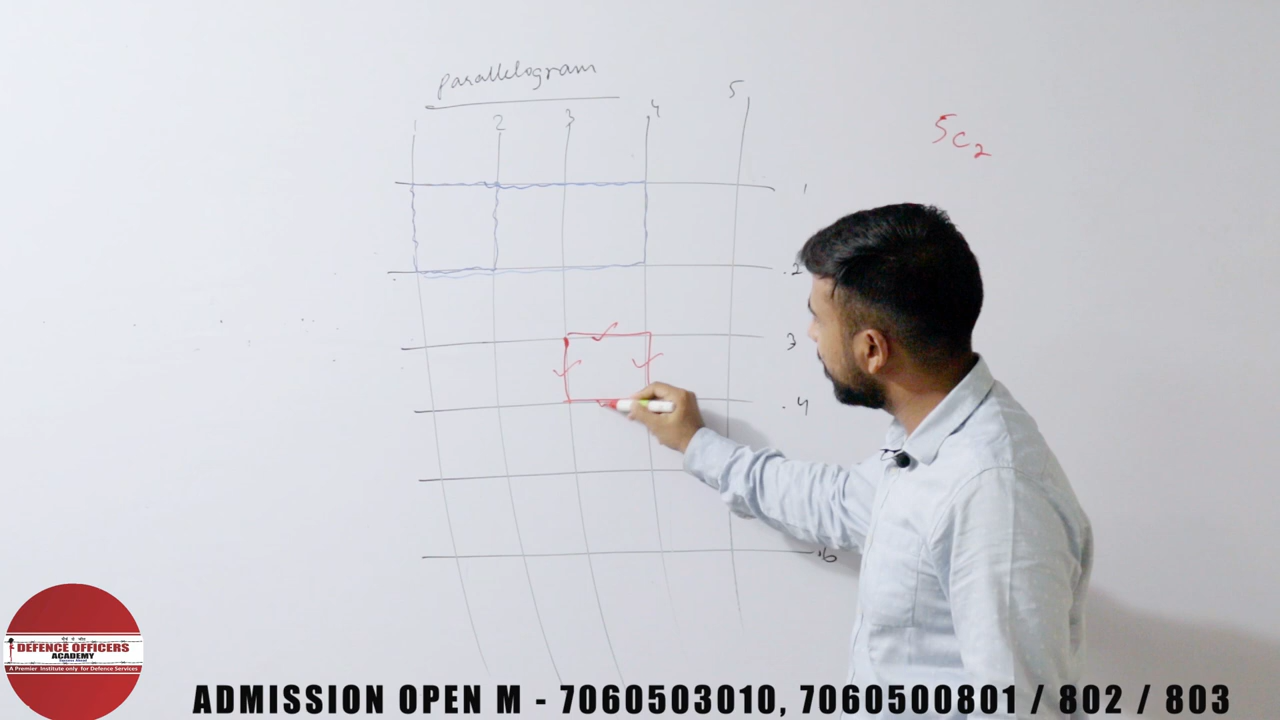 parallelogram
1 2 3 4 5
5C2
1
.2
3
.4
.6
DEFENCE OFFICERS
ACADEMY
A Premier Institute only for Defence Services
ADMISSION OPEN M - 7060503010, 7060500801 / 802 / 803